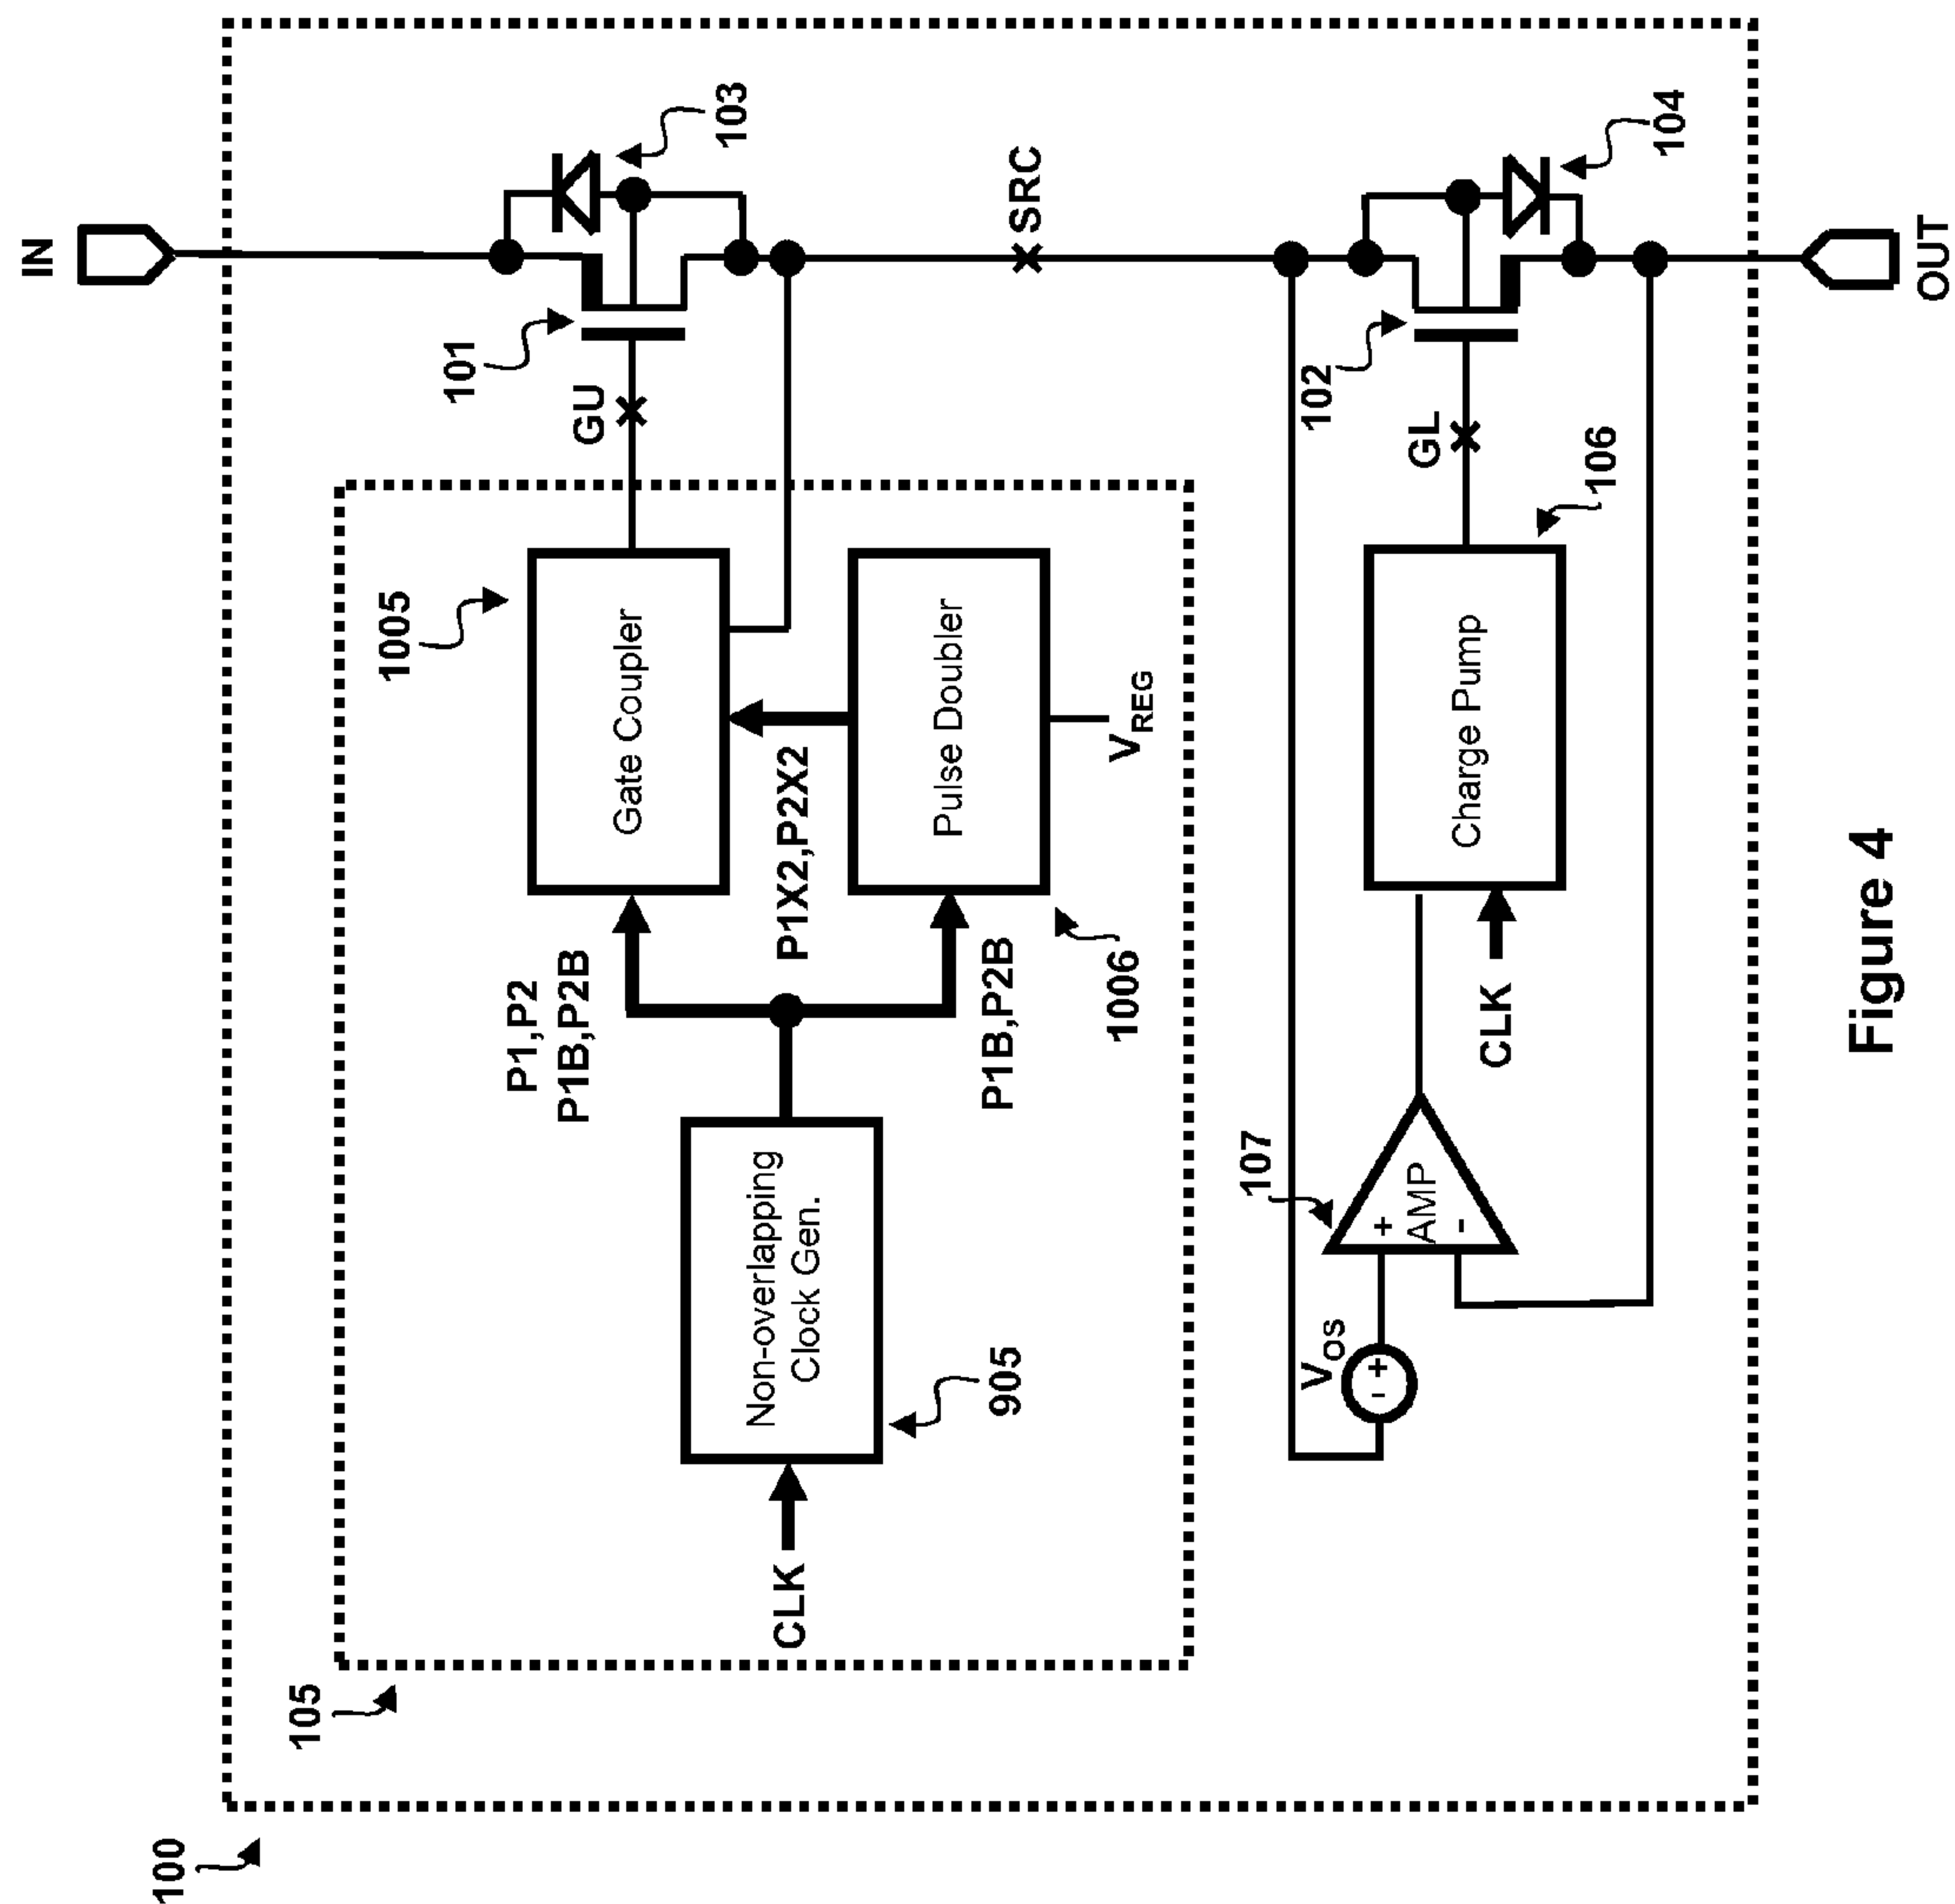 100
105
CLK
905
Non-overlapping
Clock Gen.
P1,P2
P1B,P2B
P1B,P2B
1006
P1X2,P2X2
1005
Gate Coupler
Pulse Doubler
VREG
GU
101
103
IN
SRC
VOS
- +
107
+
AMP
-
CLK
Charge Pump
106
GL
102
104
OUT
Figure 4